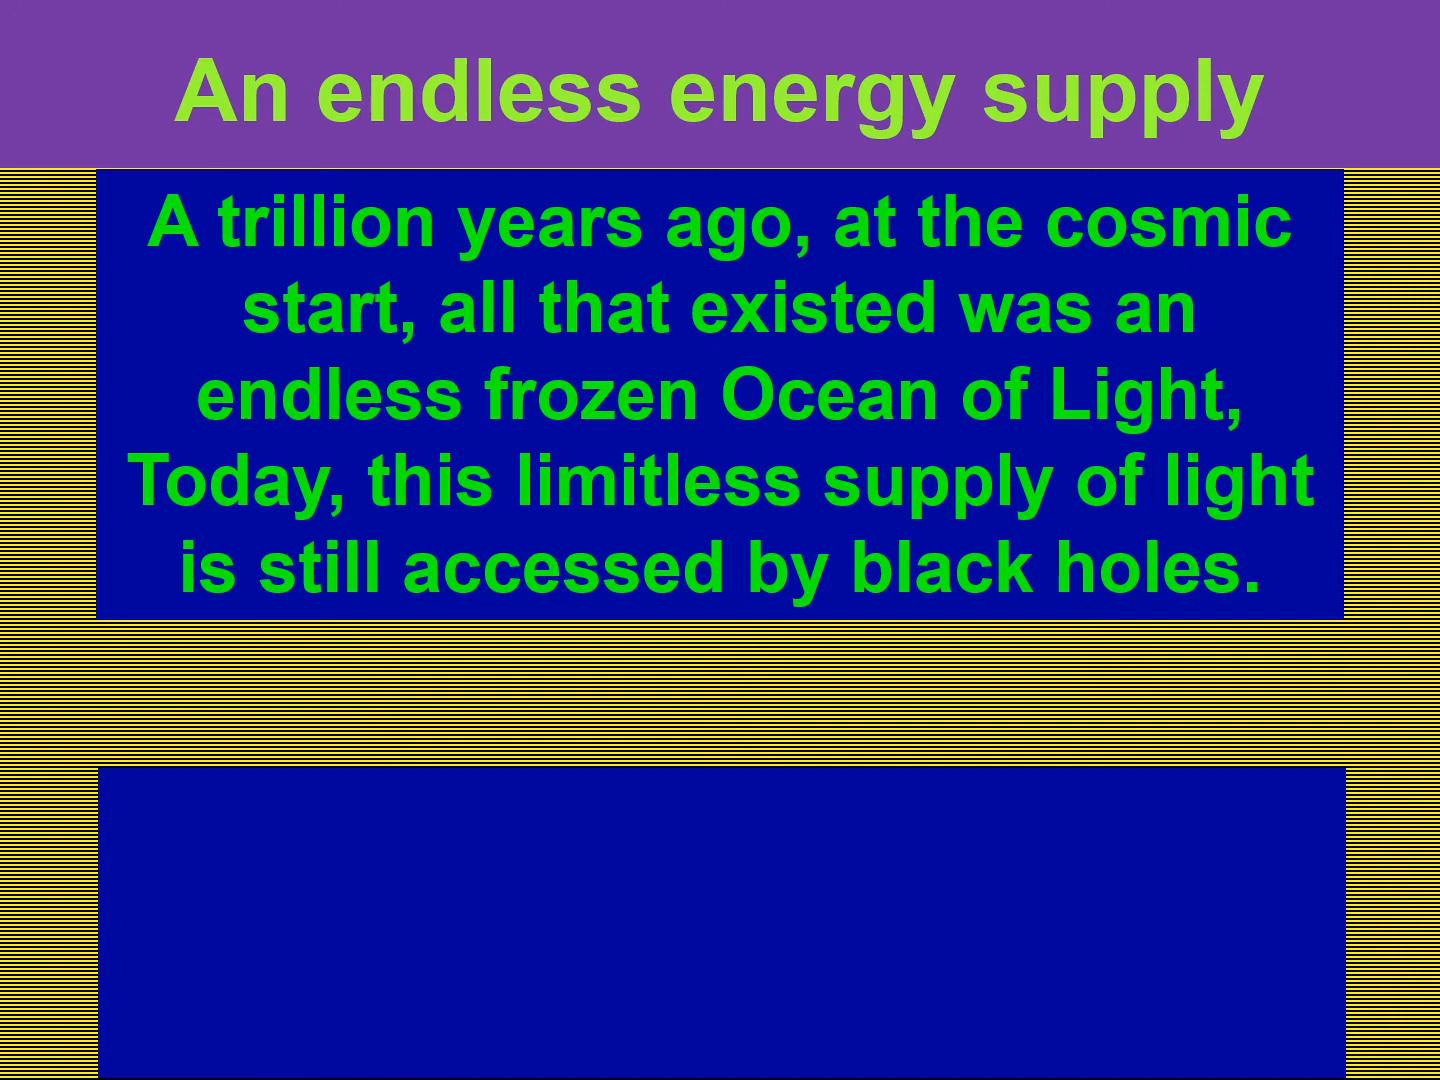 An endless energy supply
A trillion years ago, at the cosmic
start, all that existed was an
endless frozen Ocean of Light,
Today, this limitless supply of light
is still accessed by black holes.